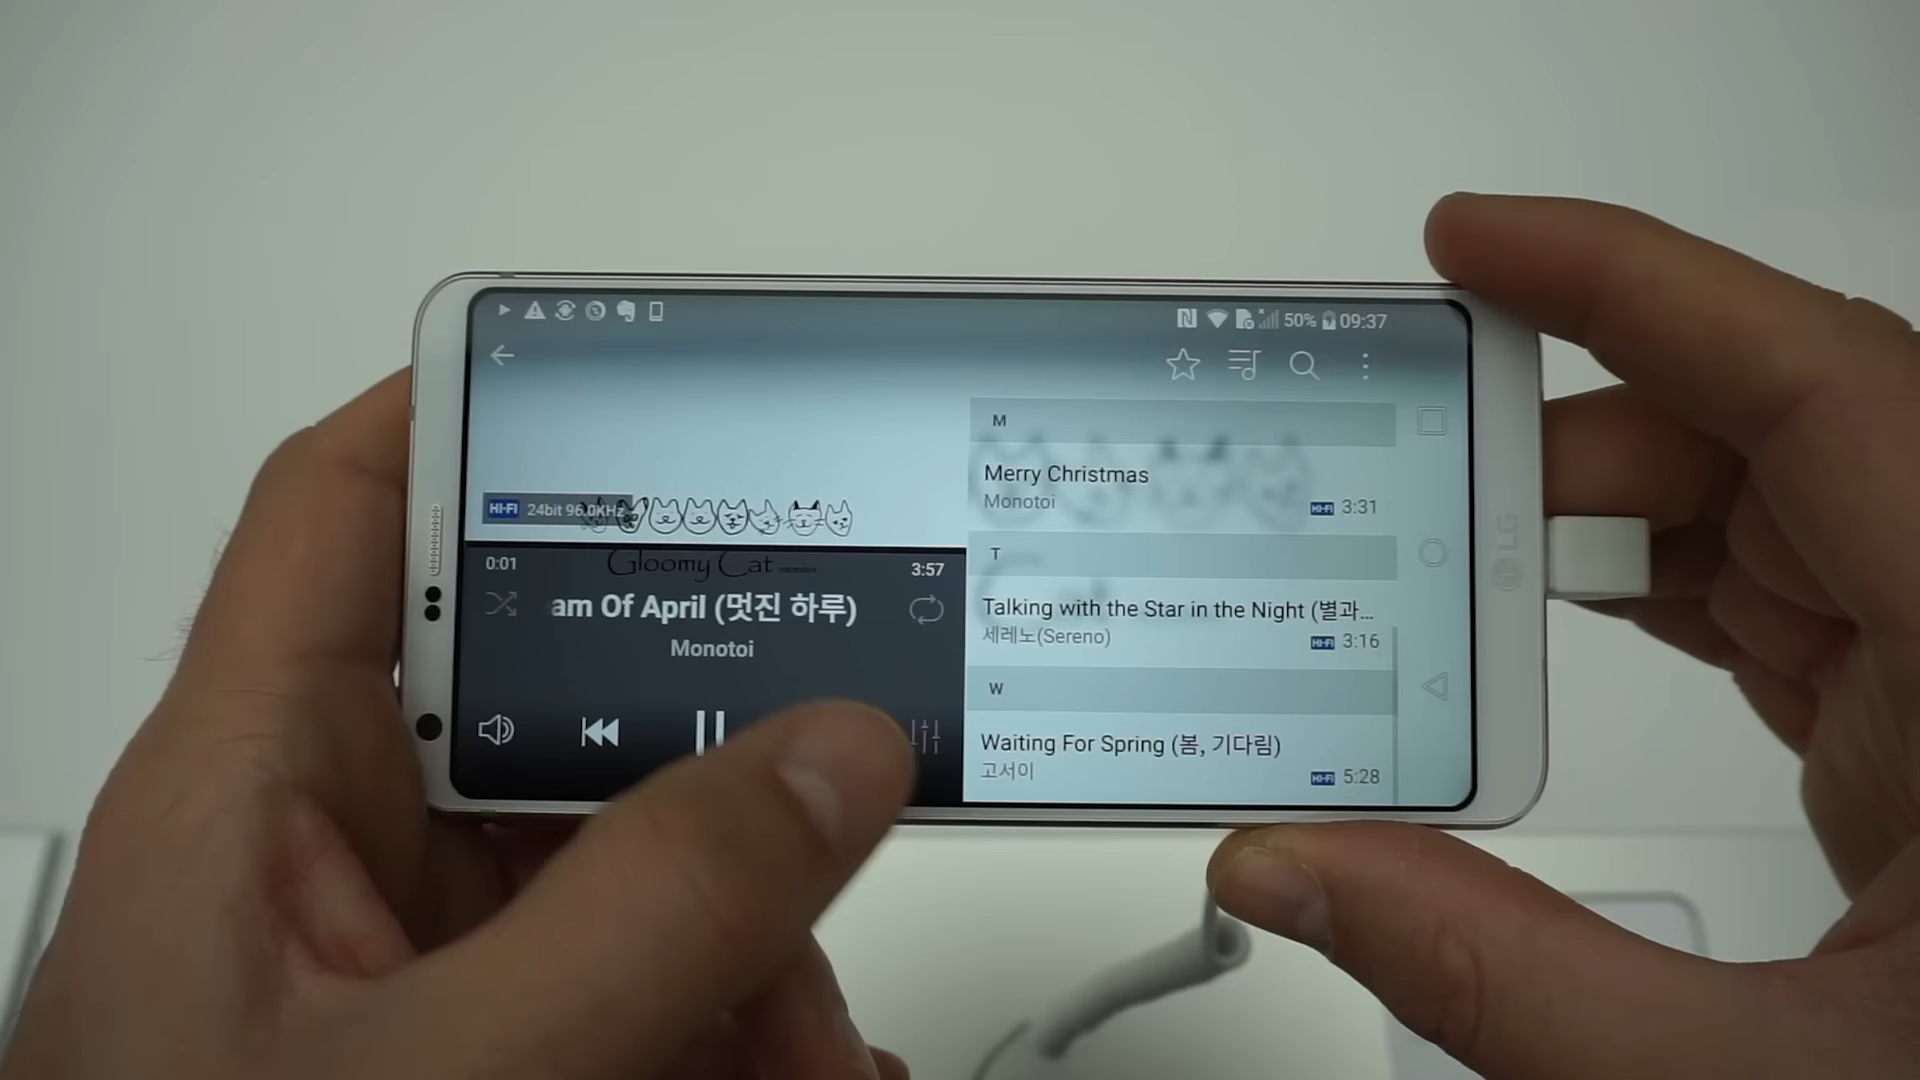 50% 09:37
HI-FI 24bit 96.0KHz
Gloomy Cat
0:01
3:57
am Of April (멋진 하루)
Monotoi
M
Merry Christmas
Monotoi
HI-FI 3:31
T
Talking with the Star in the Night (별과...
세레노(Sereno)
HI-FI 3:16
W
Waiting For Spring (봄, 기다림)
고서이
HI-FI 5:28
LG